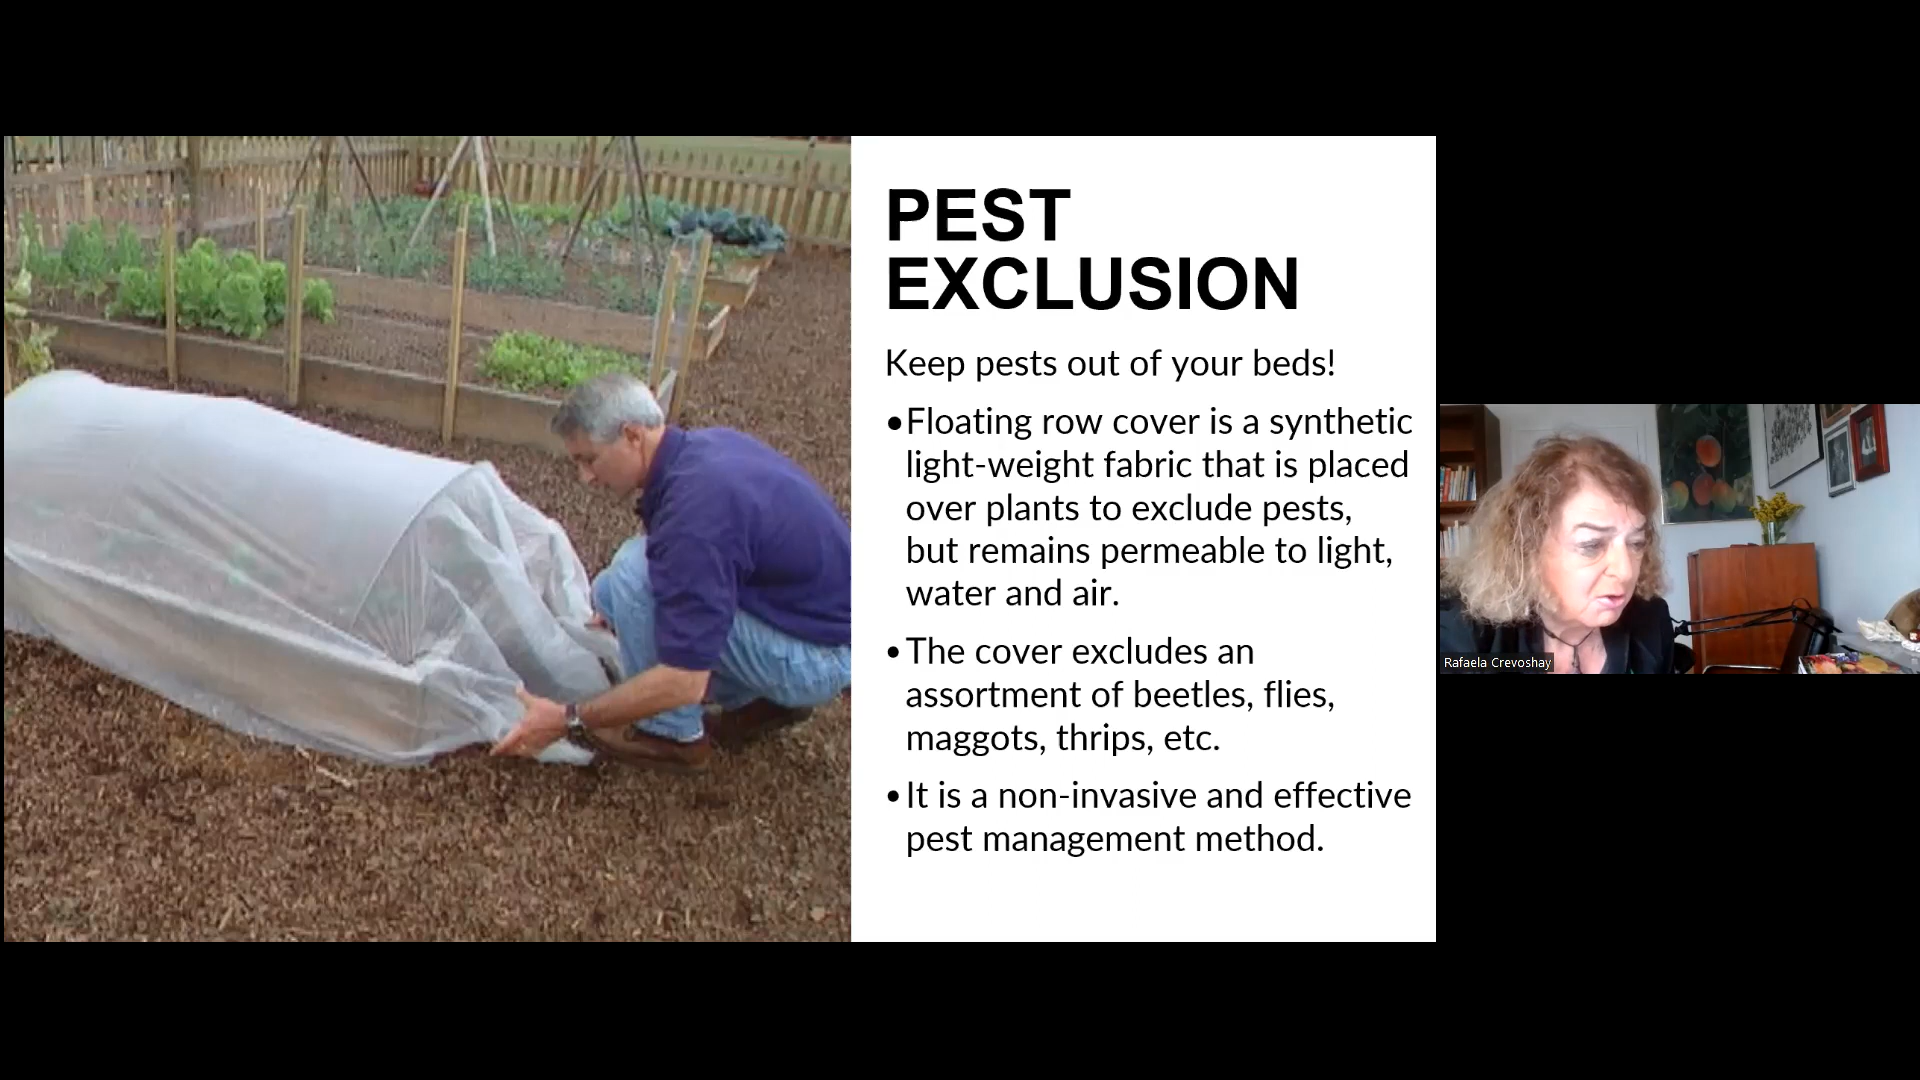 PEST
EXCLUSION
Keep pests out of your beds!
•Floating row cover is a synthetic
light-weight fabric that is placed
over plants to exclude pests,
but remains permeable to light,
water and air.
•The cover excludes an
assortment of beetles, flies,
maggots, thrips, etc.
•It is a non-invasive and effective
pest management method.
Rafaela Crevoshay